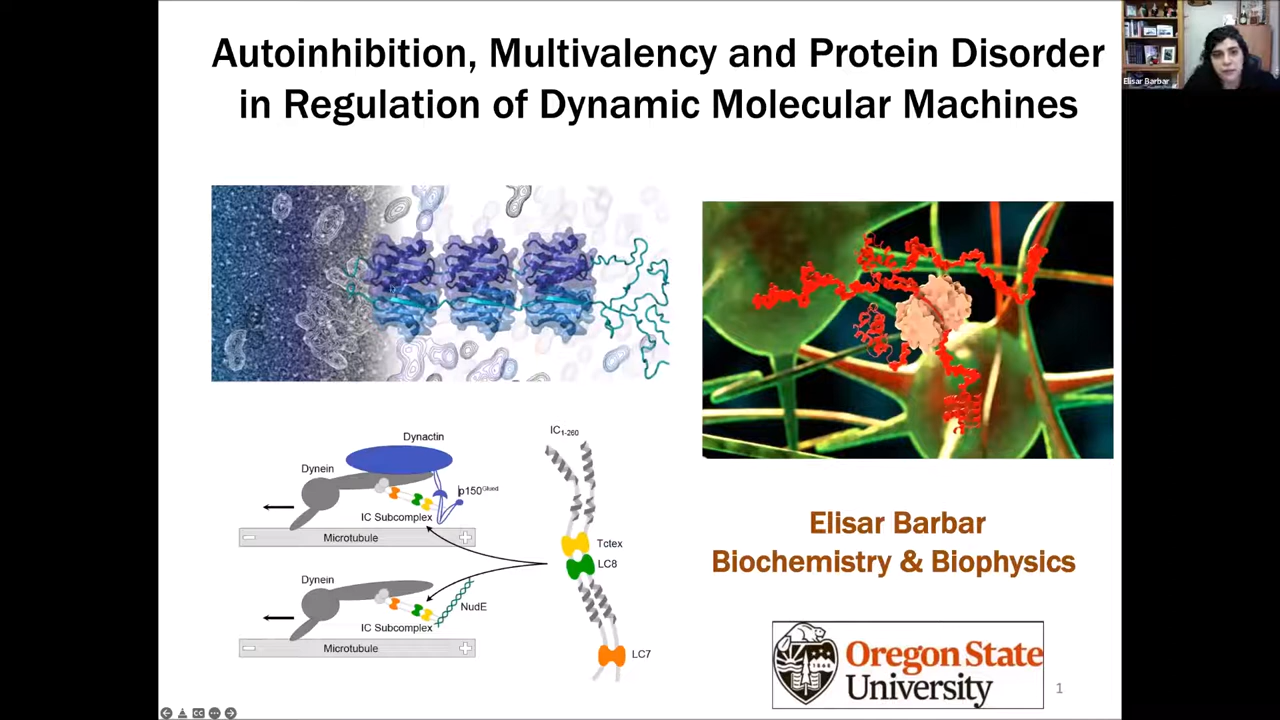 Autoinhibition, Multivalency and Protein Disorder
in Regulation of Dynamic Molecular Machines
Elisar Barbar
Dynactin
Dynein
p150Glued
IC Subcomplex
Microtubule
Dynein
NudE
IC Subcomplex
Microtubule
IC1-260
Tctex
LC8
LC7
Elisar Barbar
Biochemistry & Biophysics
1868
Oregon State
University
1